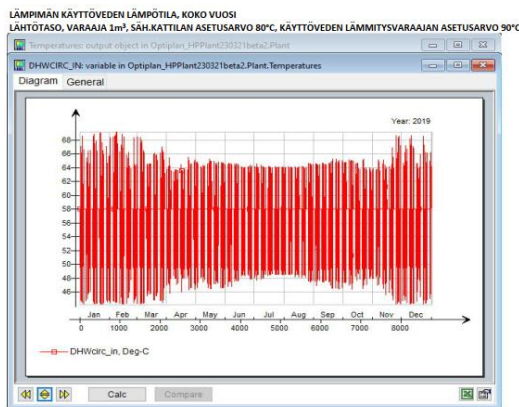 LÄMPIMÄN KÄYTTÖVEDEN LÄMPÖTILA, KOKO VUOSI
LÄHTÖTASO, VARAAJA 1m³, SÄH.KATTILAN ASETUSARVO 80°C, KÄYTTÖVEDEN LÄMMITYSVARAAJAN ASETUSARVO 90°C
Temperatures: output object in Optiplan_HPPlant230321beta2.Plant
DHWCIRC_IN: variable in Optiplan_HPPlant230321beta2.Plant.Temperatures
Diagram General
Year: 2019
68
66
64
62
60
58
56
54
52
50
48
46
Jan Feb Mar Apr May Jun Jul Aug Sep Oct Nov Dec
0 1000 2000 3000 4000 5000 6000 7000 8000
DHWcirc_in, Deg-C
Calc Compare